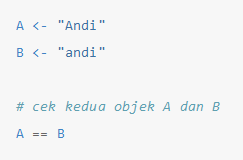 A <- "Andi"
B <- "andi"
# cek kedua objek A dan B
A == B